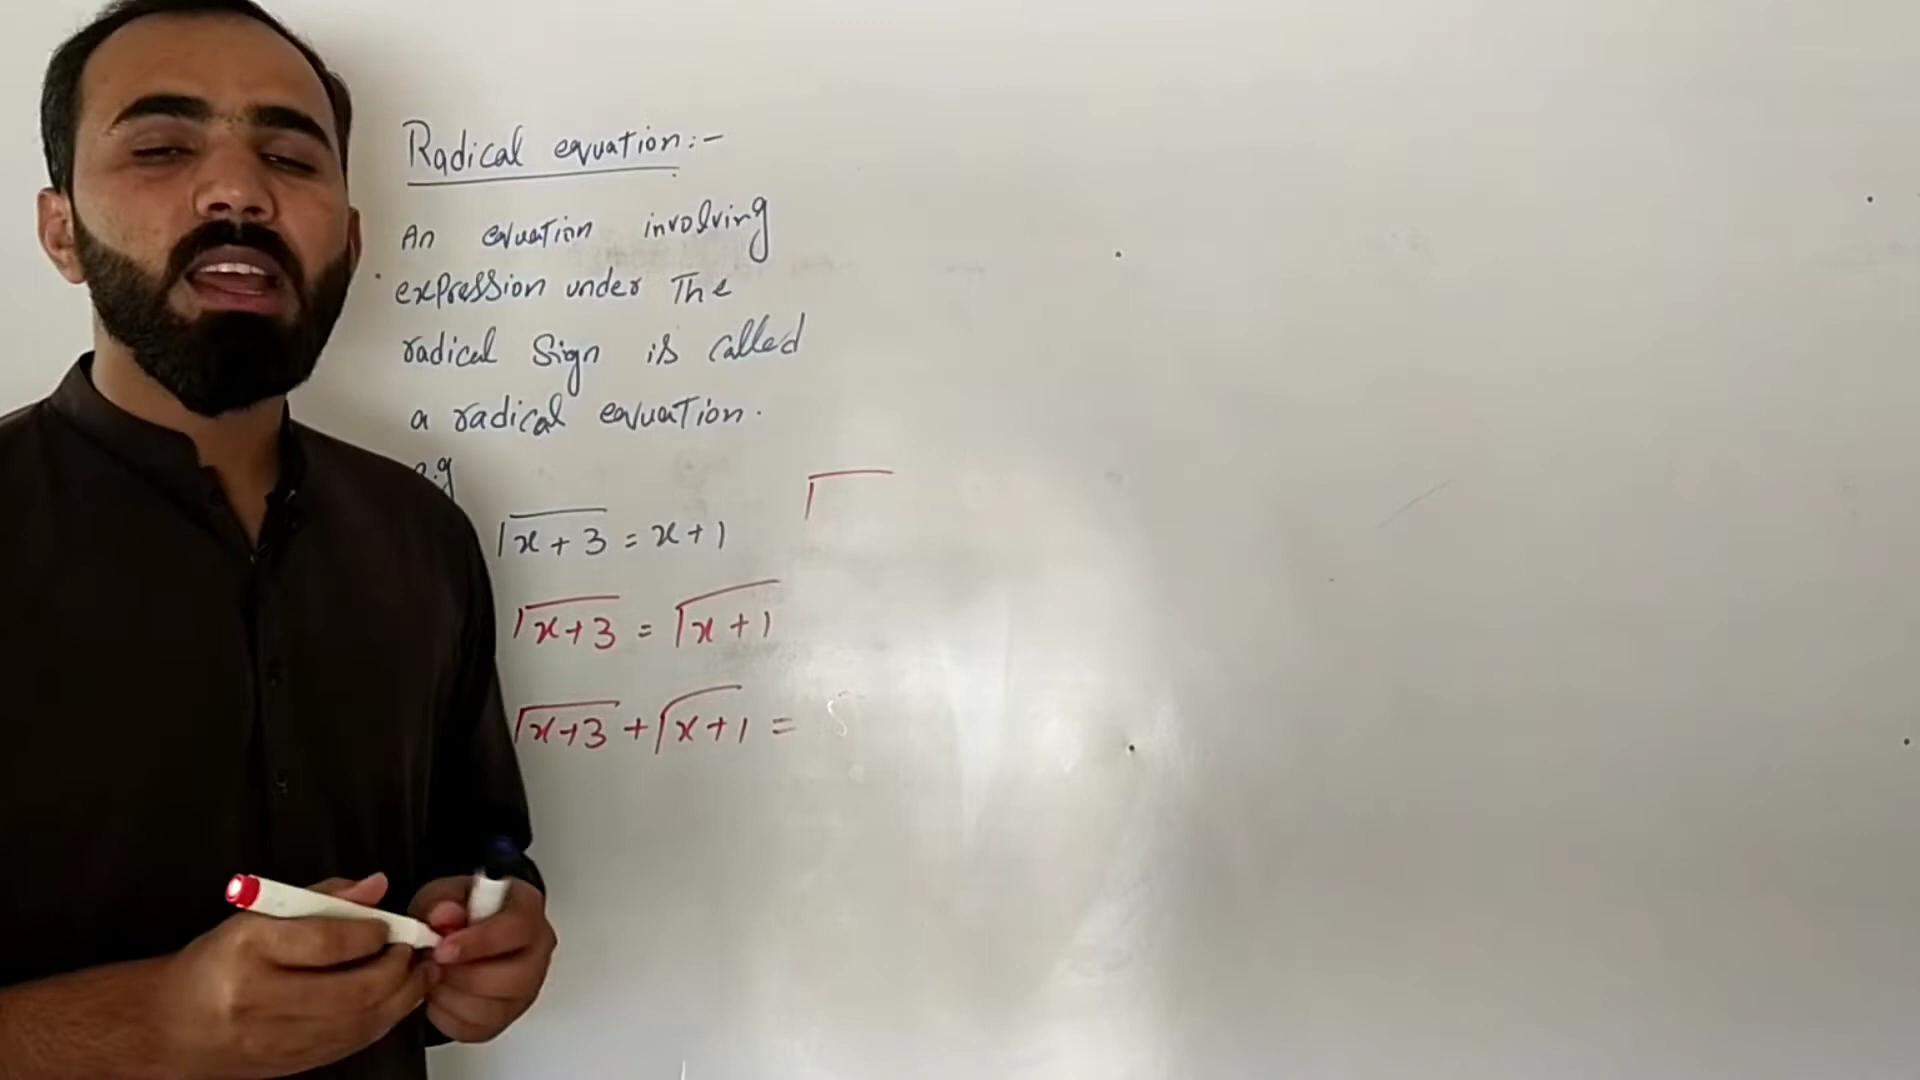 Radical equation:-
An equation involving
expression under The
radical Sign is called
a radical equation.
e.g
√x+3 = x+1
√
√x+3 = √x+1
√x+3 + √x+1 =